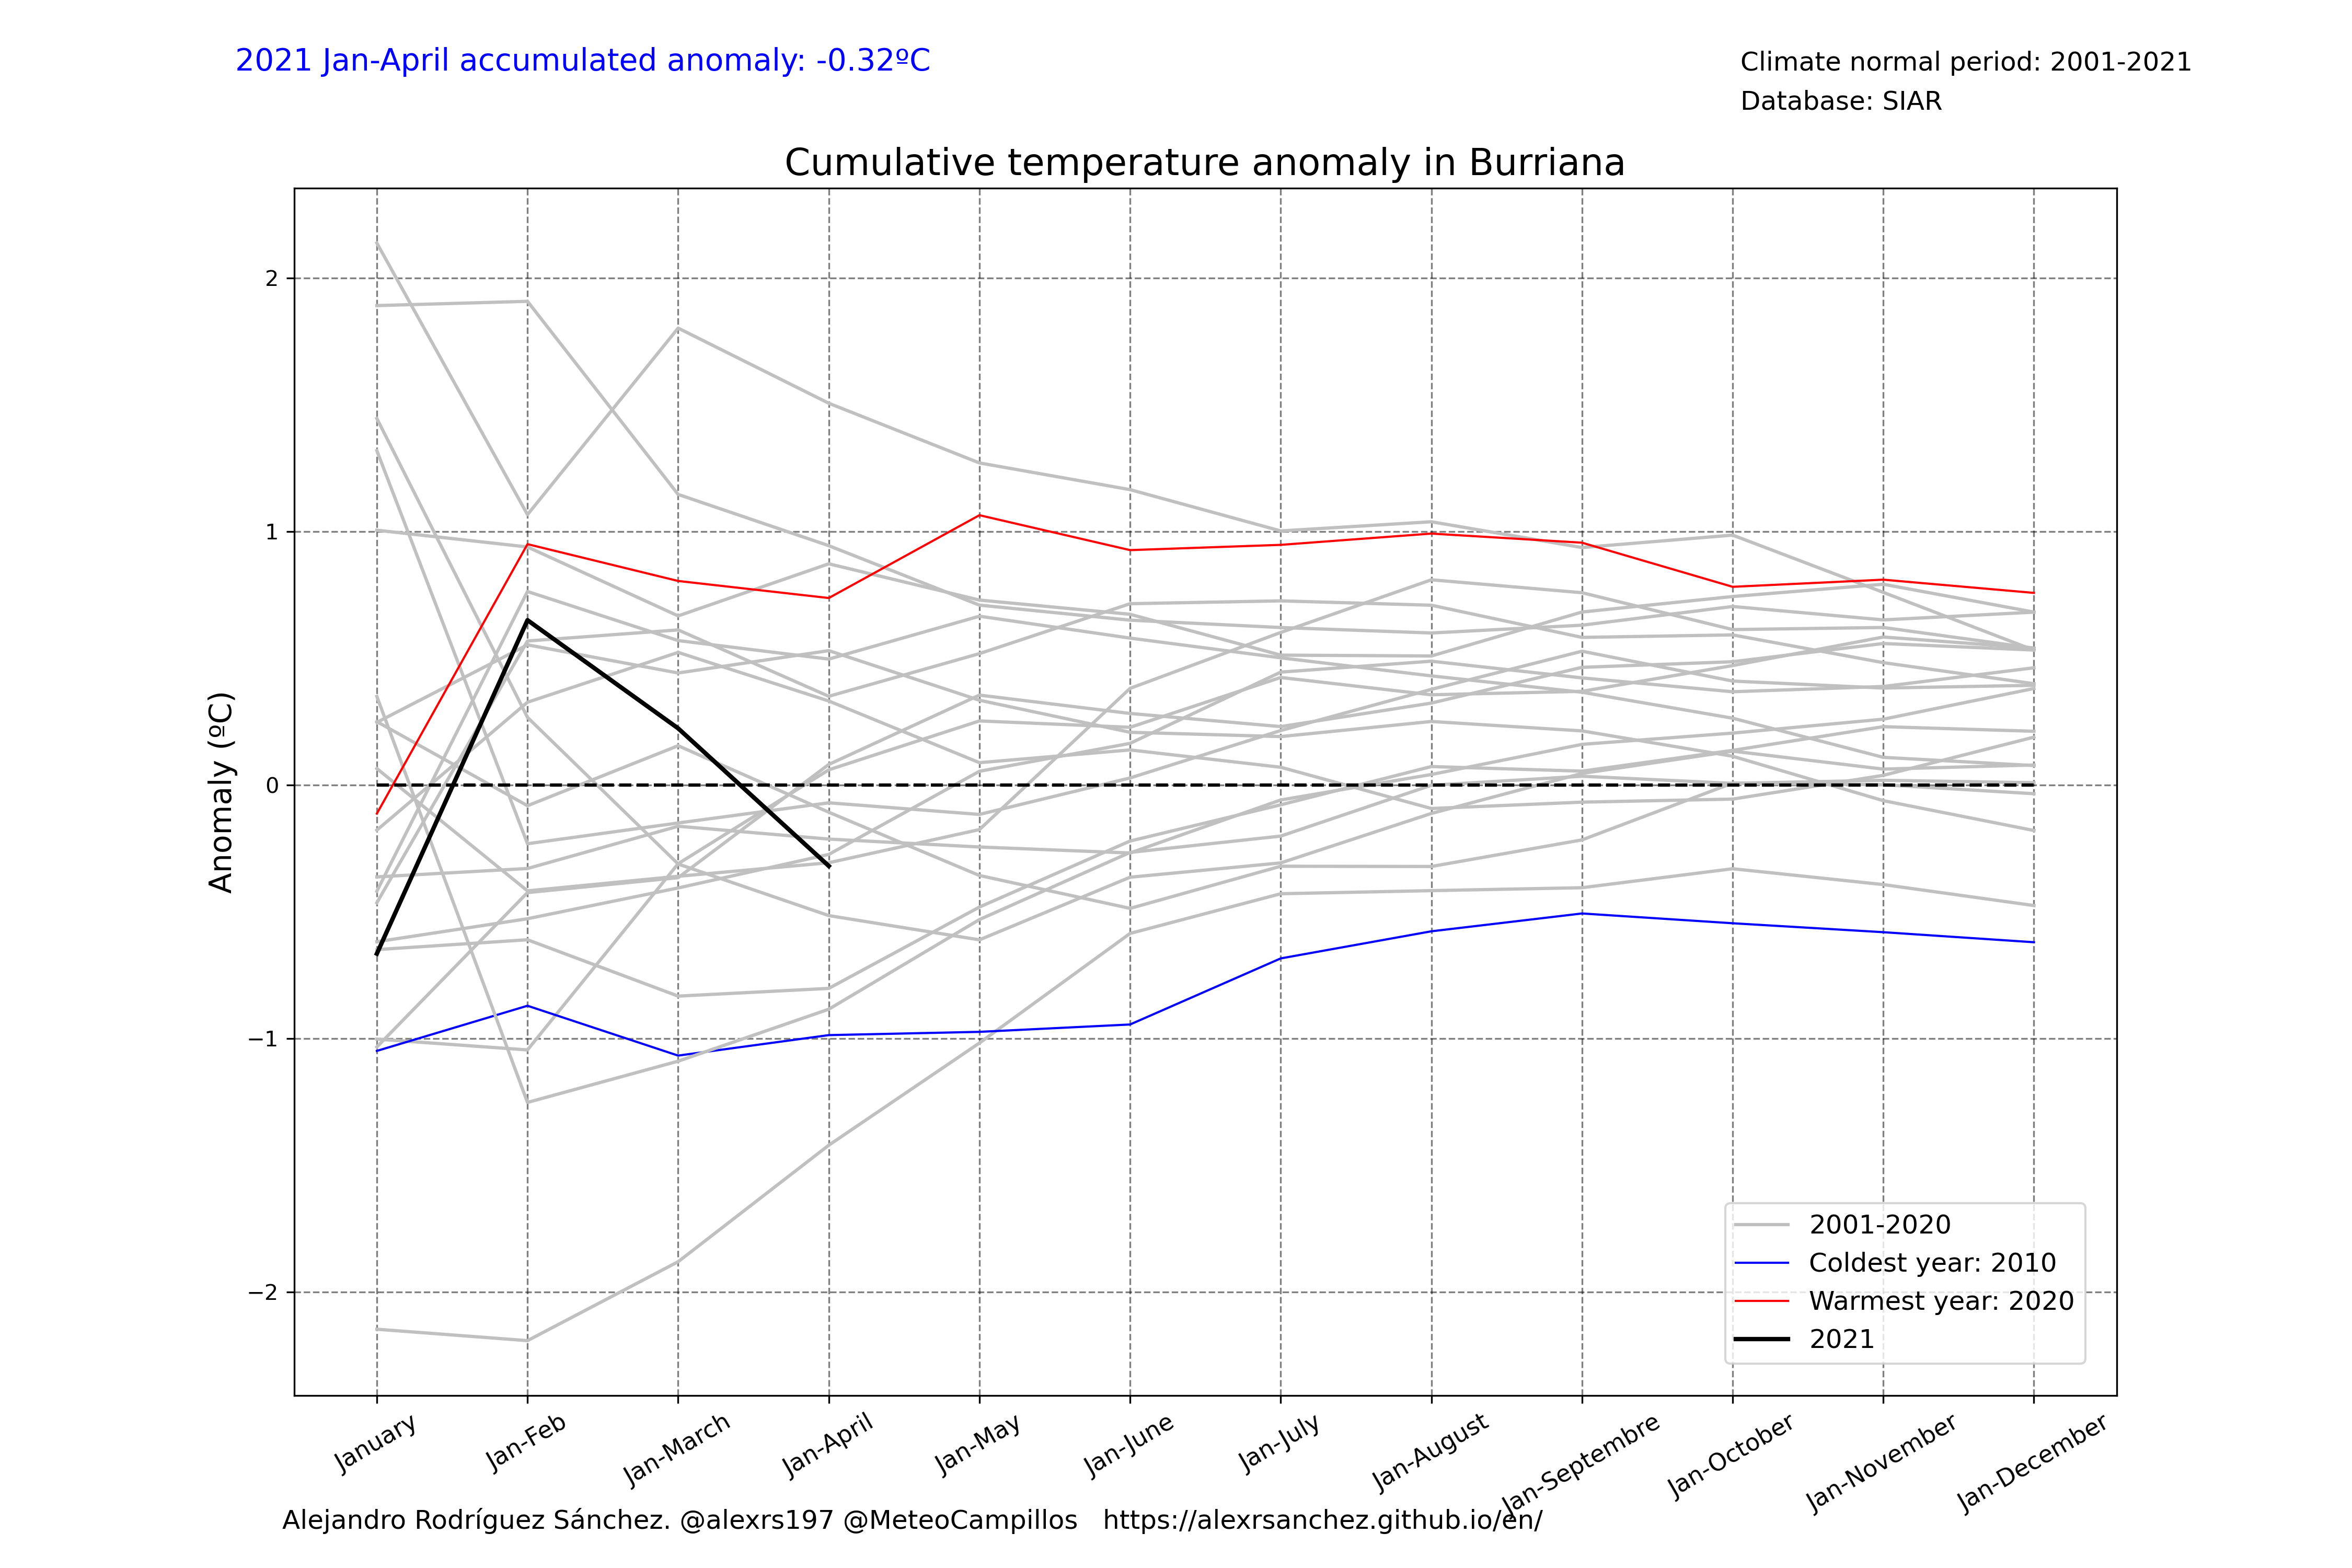 2021 Jan-April accumulated anomaly: -0.32ºC
Climate normal period: 2001-2021
Database: SIAR
Cumulative temperature anomaly in Burriana
Anomaly (ºC)
2
1
0
−1
−2
2001-2020
Coldest year: 2010
Warmest year: 2020
2021
January
Jan-Feb
Jan-March
Jan-April
Jan-May
Jan-June
Jan-July
Jan-August
Jan-Septembre
Jan-October
Jan-November
Jan-December
Alejandro Rodríguez Sánchez. @alexrs197 @MeteoCampillos   https://alexrsanchez.github.io/en/